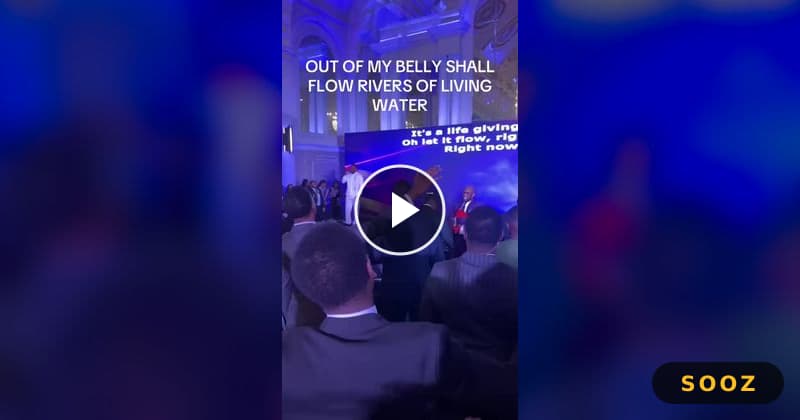 OUT OF MY BELLY SHALL
FLOW RIVERS OF LIVING
WATER
It's a life giving
Oh let it flow, rig
Right now
SOOZ